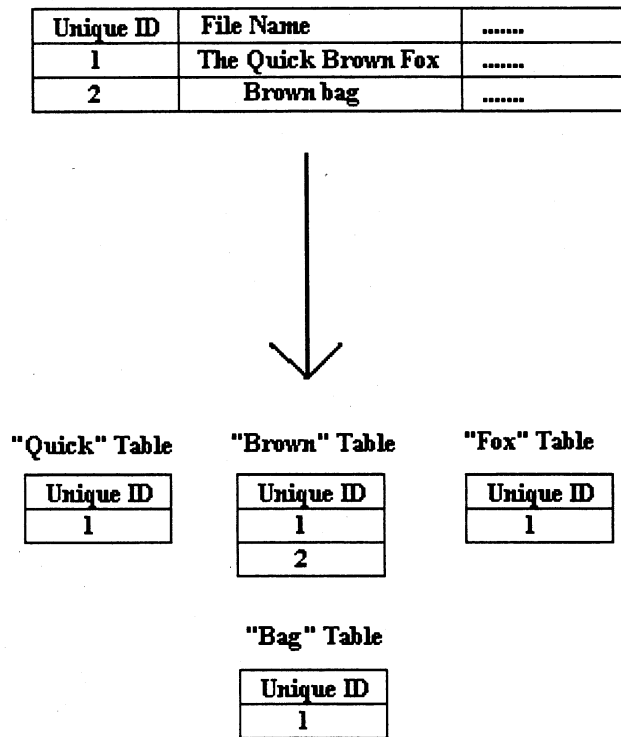 Unique ID File Name .......
1 The Quick Brown Fox .......
2 Brown bag .......
"Quick" Table "Brown" Table "Fox" Table
Unique ID Unique ID Unique ID
1 1 1
2
"Bag" Table
Unique ID
1